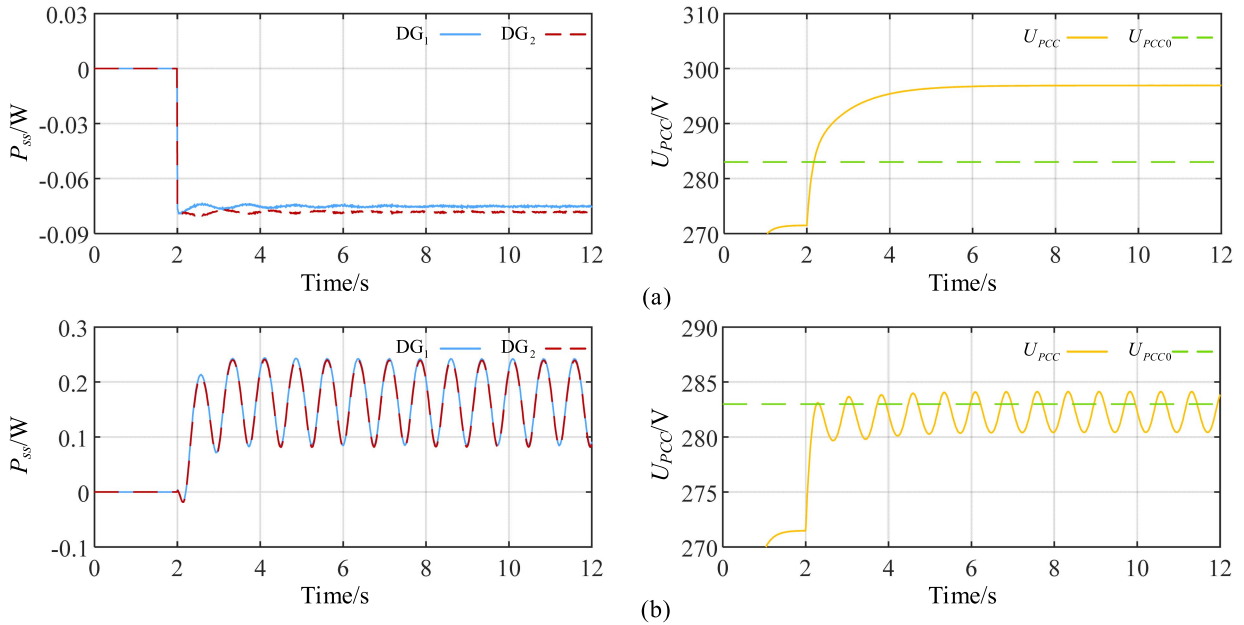 DG₁ DG₂
0.03
0
-0.03
-0.06
-0.09
P_ss/W
0 2 4 6 8 10 12
Time/s
U_PCC U_PCC0
310
300
290
280
270
U_PCC/V
0 2 4 6 8 10 12
Time/s
(a)
DG₁ DG₂
0.3
0.2
0.1
0
-0.1
P_ss/W
0 2 4 6 8 10 12
Time/s
U_PCC U_PCC0
290
285
280
275
270
U_PCC/V
0 2 4 6 8 10 12
Time/s
(b)